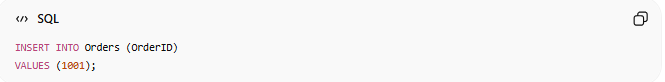 </> SQL
INSERT INTO Orders (OrderID)
VALUES (1001);